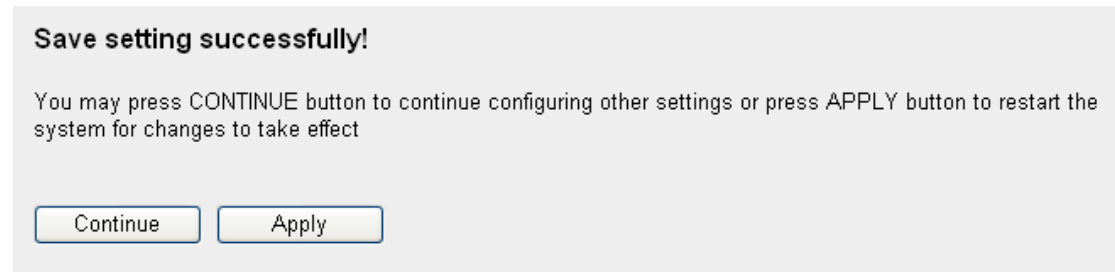 Save setting successfully!
You may press CONTINUE button to continue configuring other settings or press APPLY button to restart the
system for changes to take effect
Continue
Apply